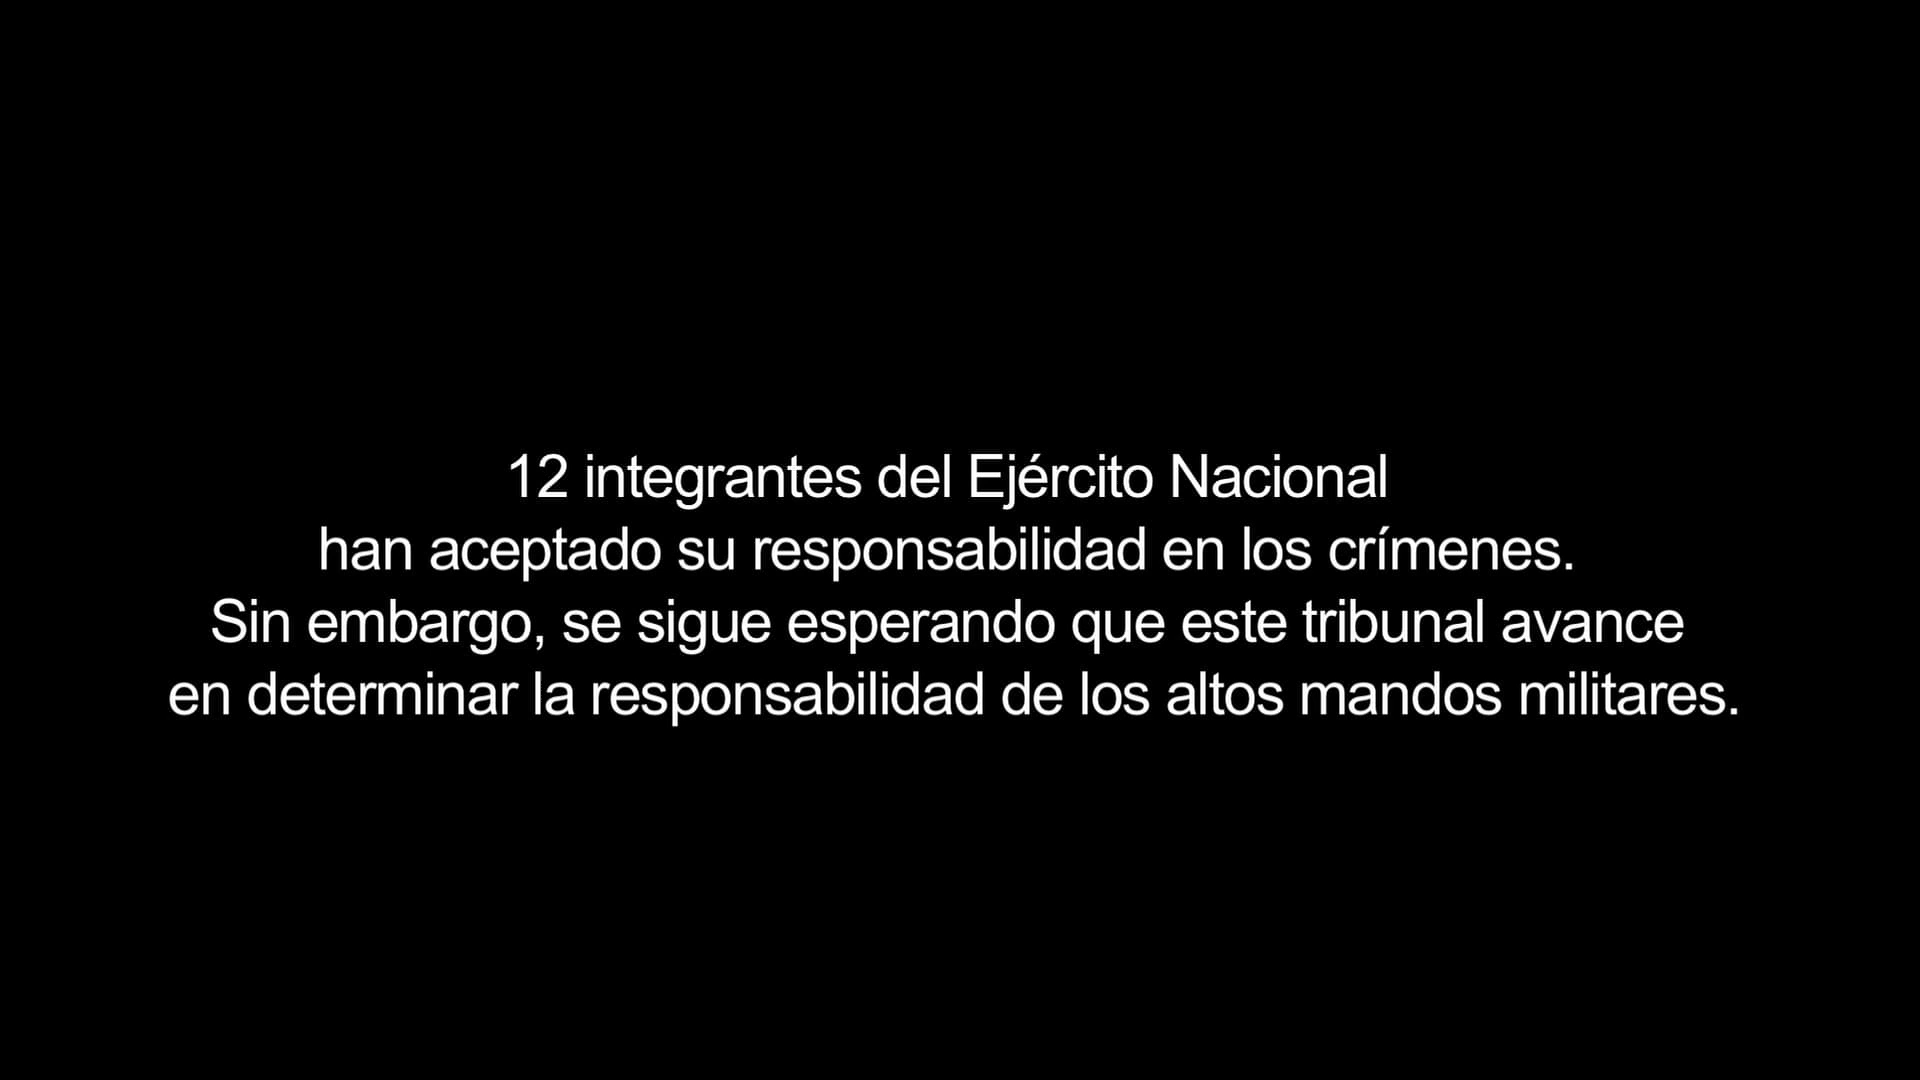 12 integrantes del Ejército Nacional
han aceptado su responsabilidad en los crímenes.
Sin embargo, se sigue esperando que este tribunal avance
en determinar la responsabilidad de los altos mandos militares.